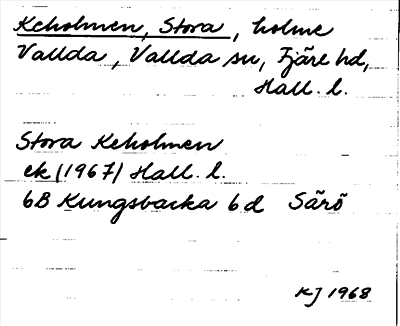 Keholmen, Stora, holme
Vallda, Vallda sn, Fjäre hd,
Hall. l.
Stora Keholmen
ek (1967) Hall. l.
6B Kungsbacka 6d Särö
KJ 1968